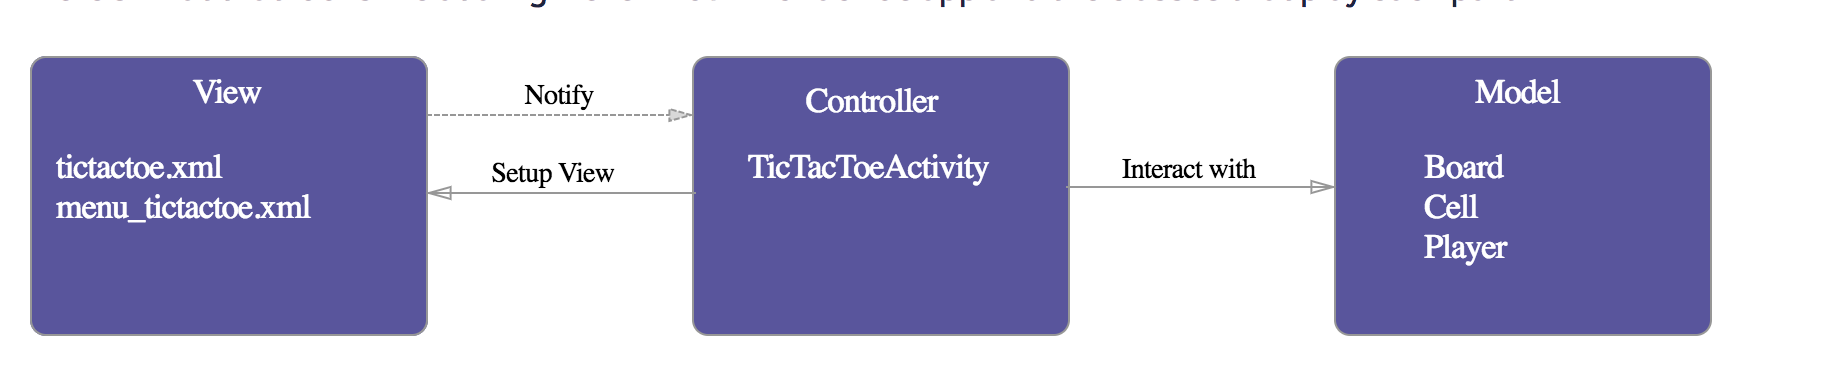 View
tictactoe.xml
menu_tictactoe.xml
Notify
Setup View
Controller
TicTacToeActivity
Interact with
Model
Board
Cell
Player